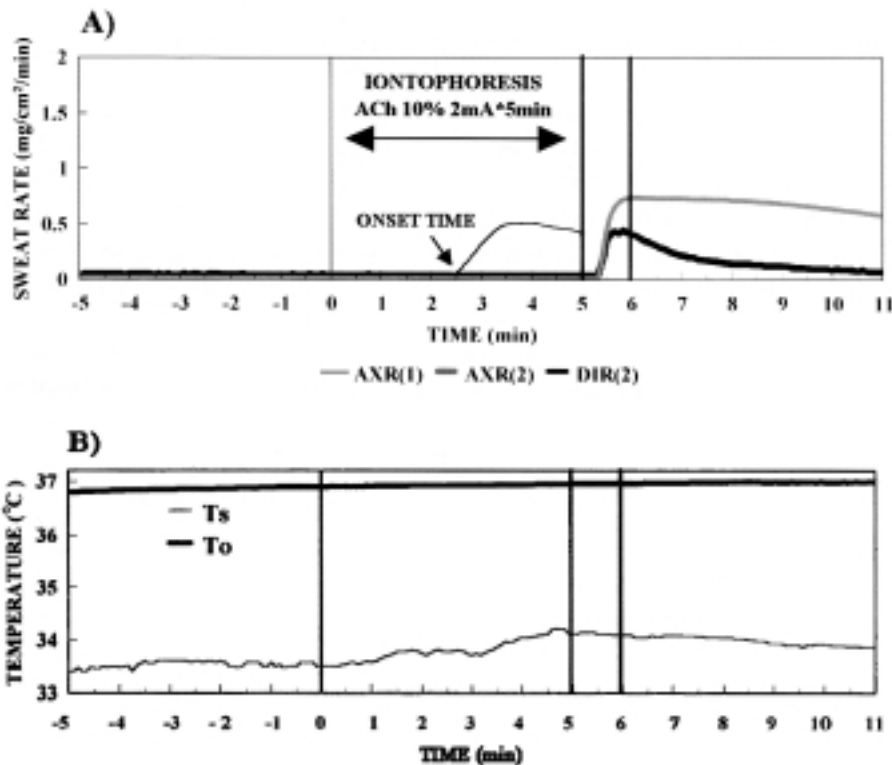 A)
SWEAT RATE (mg/cm²/min)
2
1.5
1
0.5
0
IONTOPHORESIS
ACh 10% 2mA*5min
ONSET TIME
-5 -4 -3 -2 -1 0 1 2 3 4 5 6 7 8 9 10 11
TIME (min)
AXR(1) AXR(2) DIR(2)
B)
TEMPERATURE (°C)
37
36
35
34
33
Ts
To
-5 -4 -3 -2 -1 0 1 2 3 4 5 6 7 8 9 10 11
TIME (min)